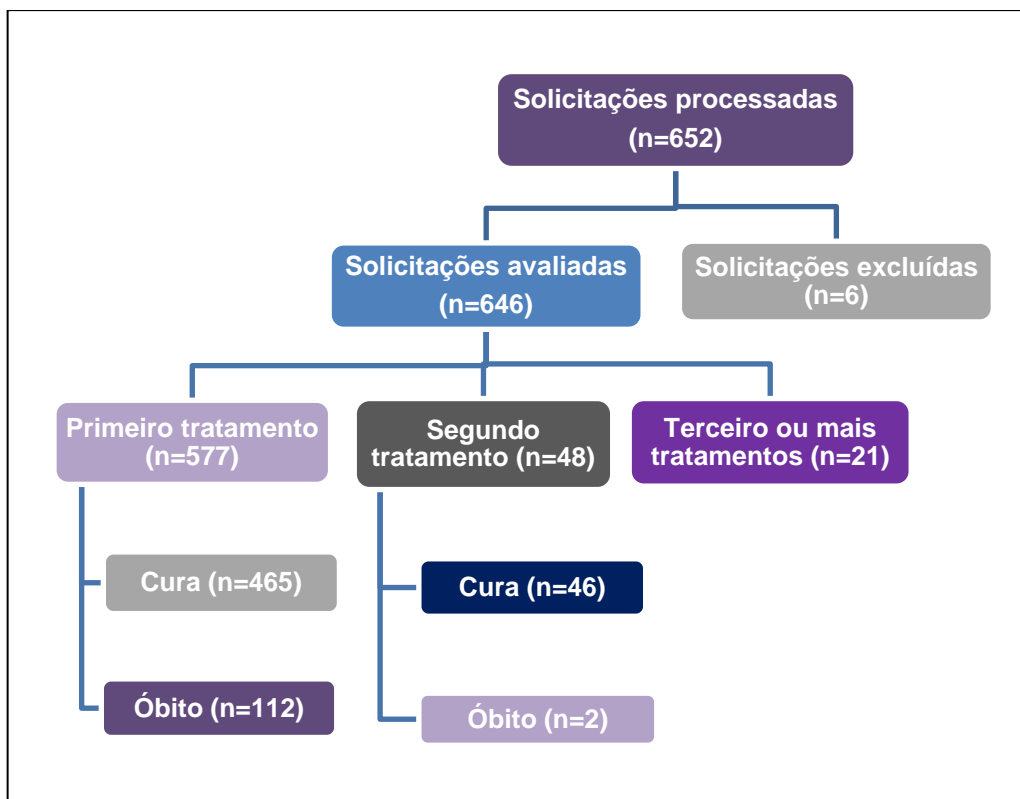 Solicitações processadas
(n=652)
Solicitações avaliadas
(n=646)
Solicitações excluídas
(n=6)
Primeiro tratamento
(n=577)
Segundo
tratamento (n=48)
Terceiro ou mais
tratamentos (n=21)
Cura (n=465)
Cura (n=46)
Óbito (n=112)
Óbito (n=2)